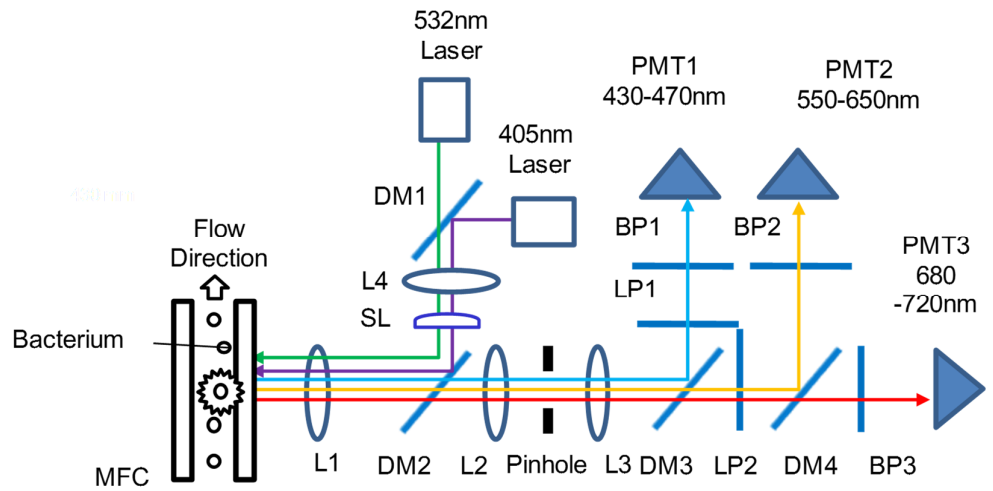 532nm
Laser
PMT1
430-470nm
PMT2
550-650nm
405nm
Laser
DM1
BP1
BP2
Flow
Direction
PMT3
680
-720nm
L4
LP1
SL
Bacterium
MFC
L1
DM2
L2
Pinhole
L3
DM3
LP2
DM4
BP3